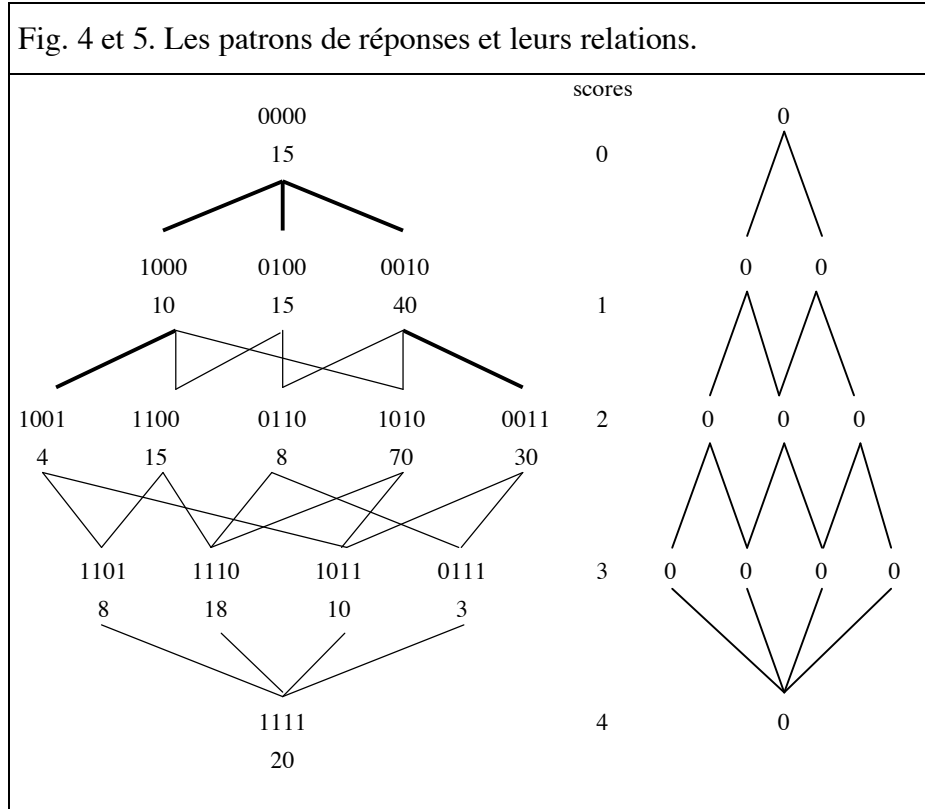 Fig. 4 et 5. Les patrons de réponses et leurs relations.
scores
0000 0
15 0
1000 0100 0010 0 0
10 15 40 1
1001 1100 0110 1010 0011 2 0 0 0
4 15 8 70 30
1101 1110 1011 0111 3 0 0 0 0
8 18 10 3
1111 4 0
20